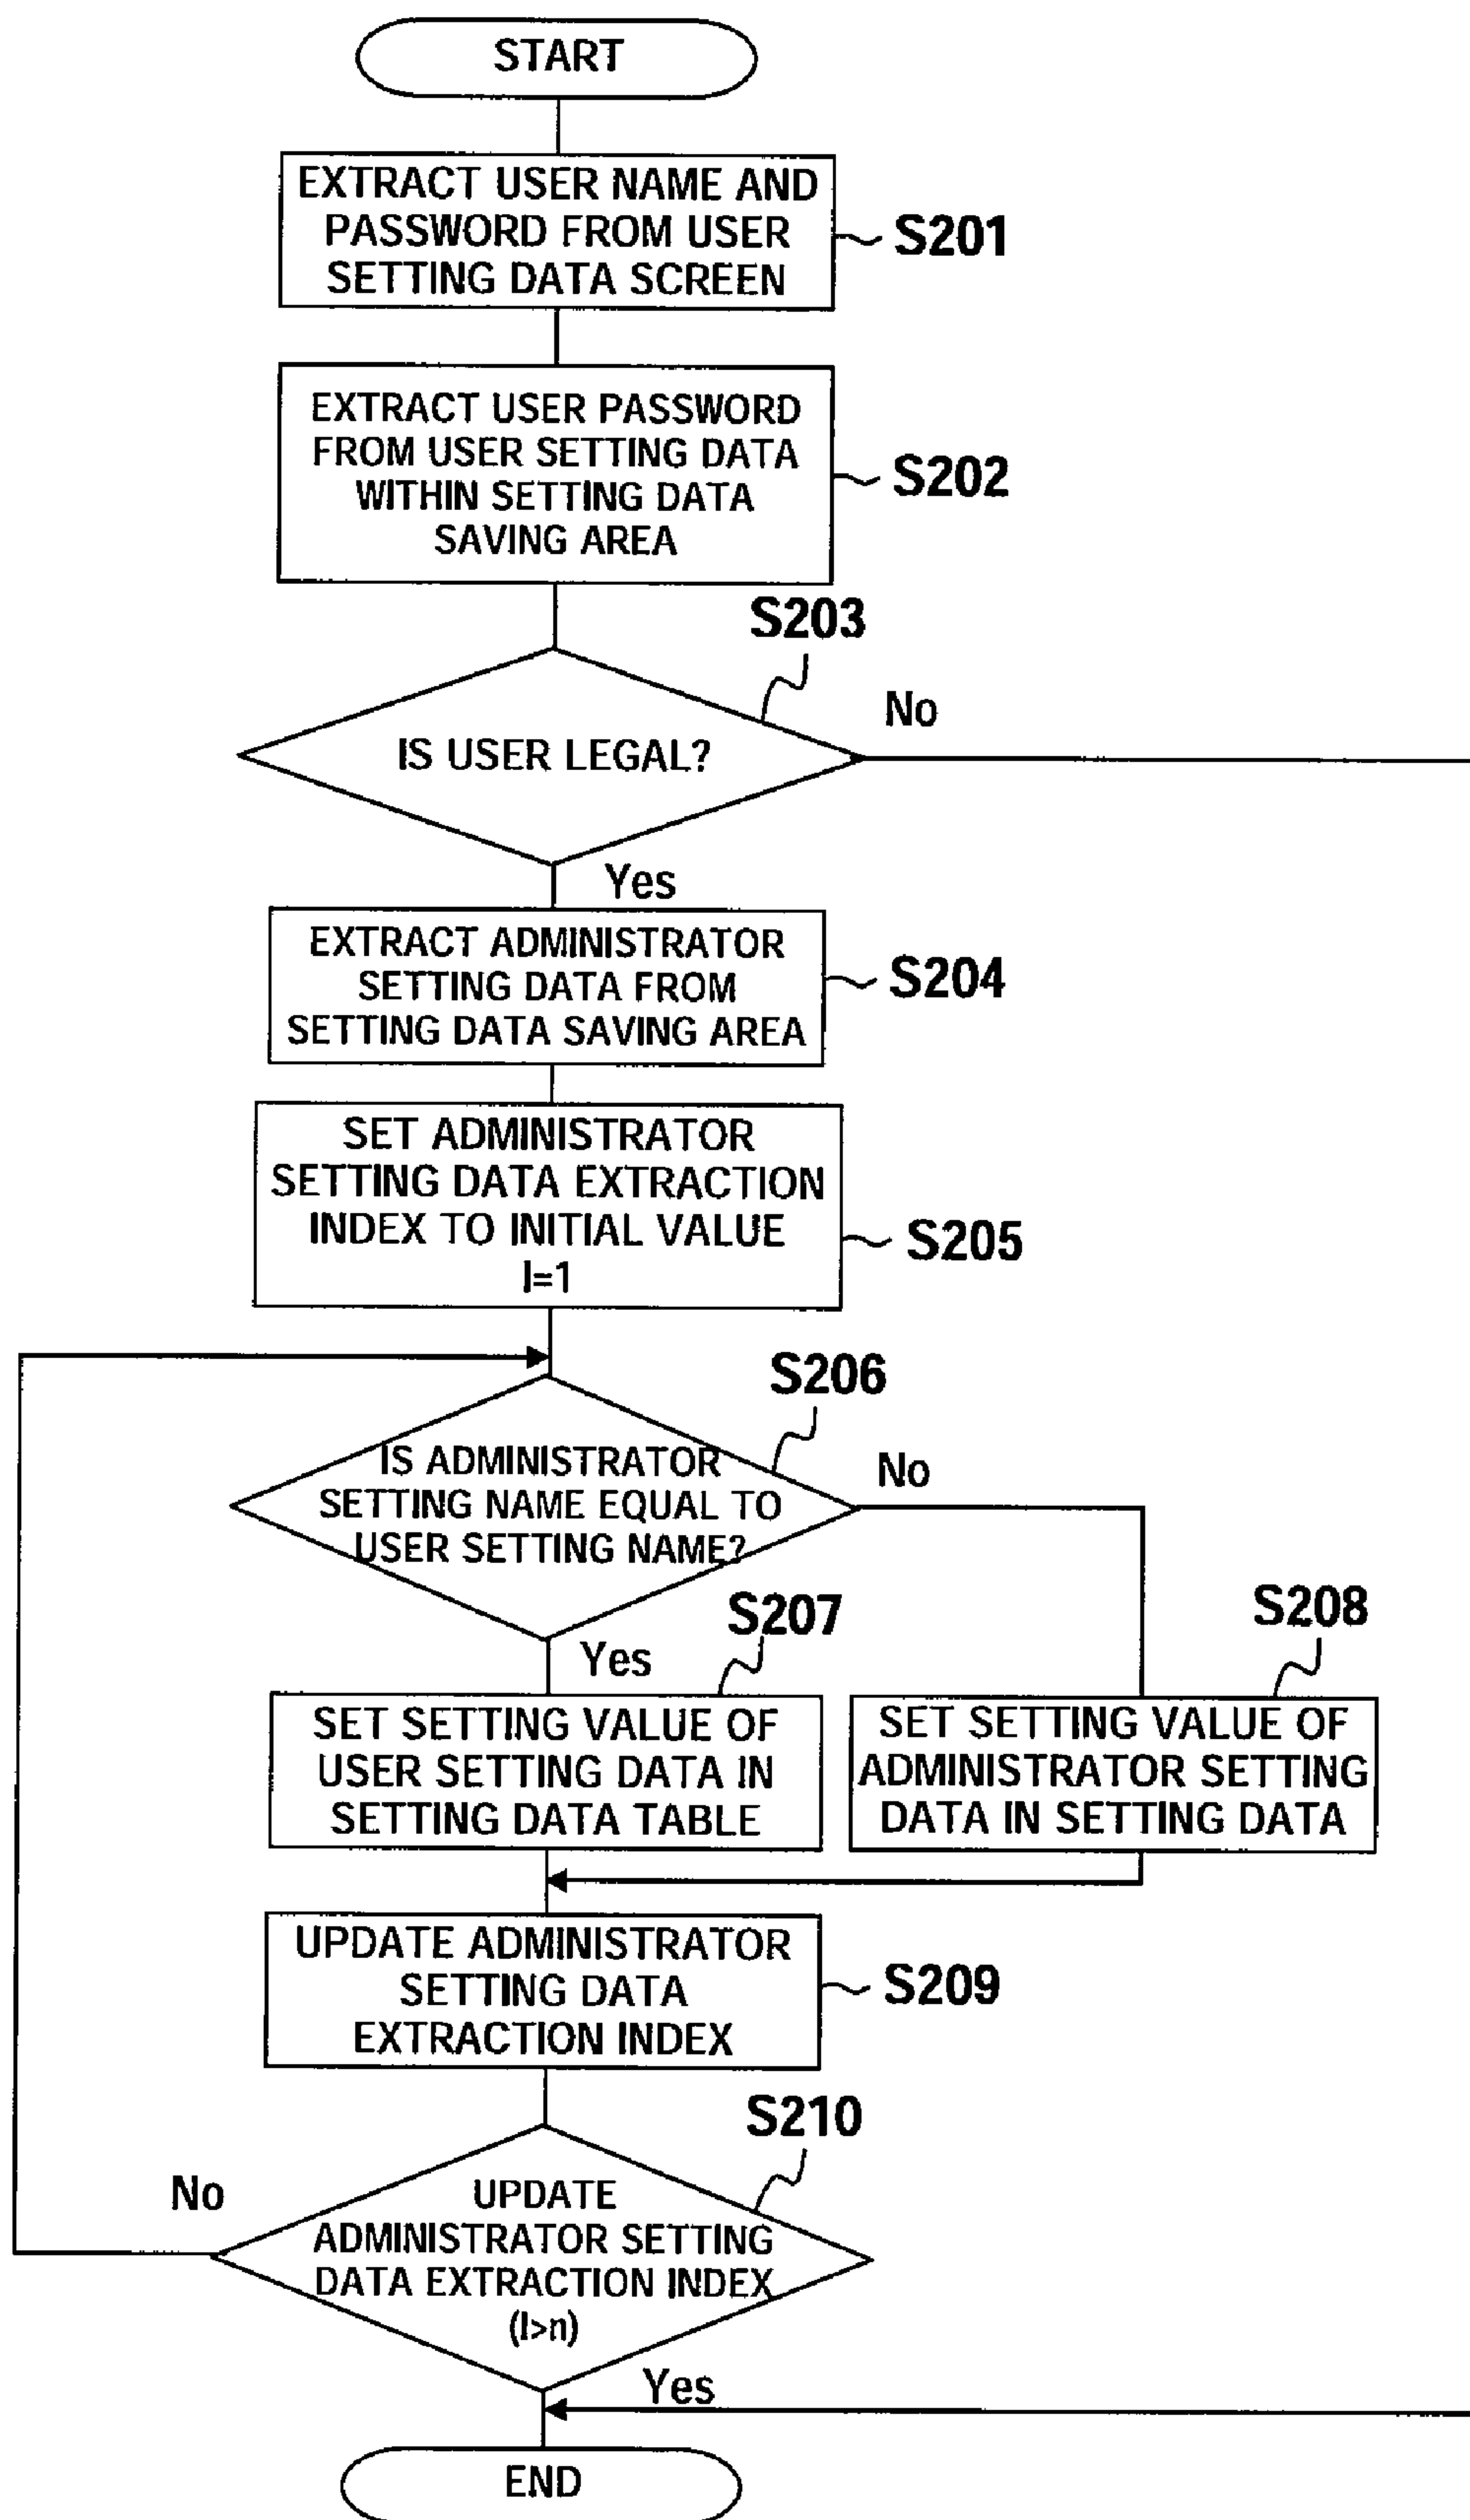 START
EXTRACT USER NAME AND
PASSWORD FROM USER
SETTING DATA SCREEN
S201
EXTRACT USER PASSWORD
FROM USER SETTING DATA
WITHIN SETTING DATA
SAVING AREA
S202
S203
IS USER LEGAL?
No
Yes
EXTRACT ADMINISTRATOR
SETTING DATA FROM
SETTING DATA SAVING AREA
S204
SET ADMINISTRATOR
SETTING DATA EXTRACTION
INDEX TO INITIAL VALUE
I=1
S205
S206
IS ADMINISTRATOR
SETTING NAME EQUAL TO
USER SETTING NAME?
No
Yes
S207
SET SETTING VALUE OF
USER SETTING DATA IN
SETTING DATA TABLE
S208
SET SETTING VALUE OF
ADMINISTRATOR SETTING
DATA IN SETTING DATA
UPDATE ADMINISTRATOR
SETTING DATA
EXTRACTION INDEX
S209
S210
No
UPDATE
ADMINISTRATOR SETTING
DATA EXTRACTION INDEX
(I>n)
Yes
END